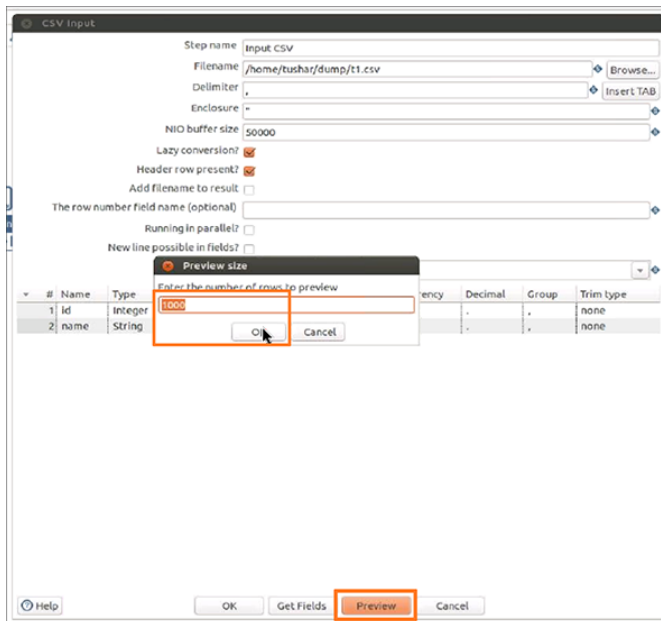 CSV Input
Step name Input CSV
Filename /home/tushar/dump/t1.csv Browse...
Delimiter , Insert TAB
Enclosure "
NIO buffer size 50000
Lazy conversion?
Header row present?
Add filename to result
The row number field name (optional)
Running in parallel?
New line possible in fields?
Preview size
Enter the number of rows to preview
1000
OK Cancel
# Name Type Decimal Group Trim type
1 id Integer . , none
2 name String . , none
Help OK Get Fields Preview Cancel